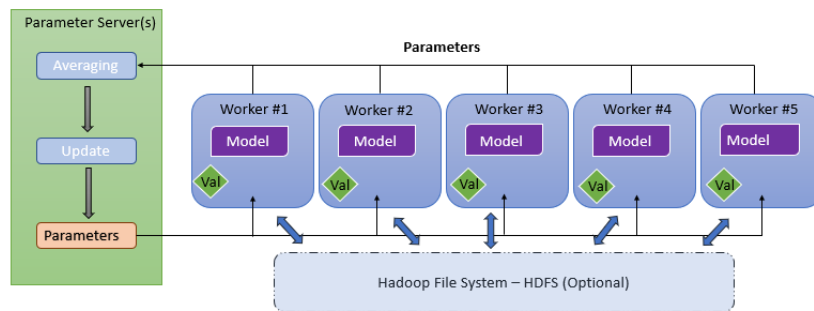 Parameter Server(s)
Averaging
Update
Parameters
Parameters
Worker #1
Model
Val
Worker #2
Model
Val
Worker #3
Model
Val
Worker #4
Model
Val
Worker #5
Model
Val
Hadoop File System – HDFS (Optional)